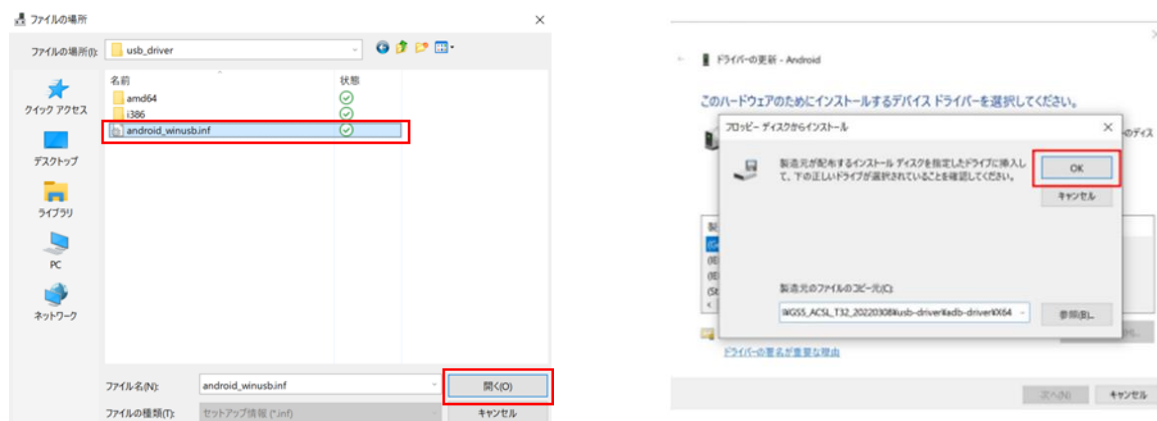 ファイルの場所
ファイルの場所(I):
usb_driver
名前
状態
amd64
i386
android_winusb.inf
クイック アクセス
デスクトップ
ライブラリ
PC
ネットワーク
ファイル名(N):
android_winusb.inf
開く(O)
ファイルの種類(T):
セットアップ情報 (*.inf)
キャンセル
ドライバーの更新 - Android
このハードウェアのためにインストールするデバイス ドライバーを選択してください。
フロッピー ディスクからインストール
のディス
製造元が配布するインストール ディスクを指定したドライブに挿入し
て、下の正しいドライブが選択されていることを確認してください。
OK
キャンセル
製造元のファイルのコピー元(C):
¥GS5_ACSL_T32_20220308¥usb-driver¥adb-driver¥X64
参照(B)...
ドライバーの署名が重要な理由
次へ(N)
キャンセル